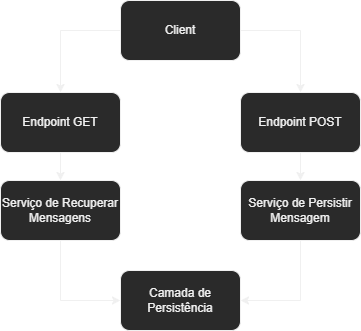 Client
Endpoint GET
Endpoint POST
Serviço de Recuperar
Mensagens
Serviço de Persistir
Mensagem
Camada de
Persistência